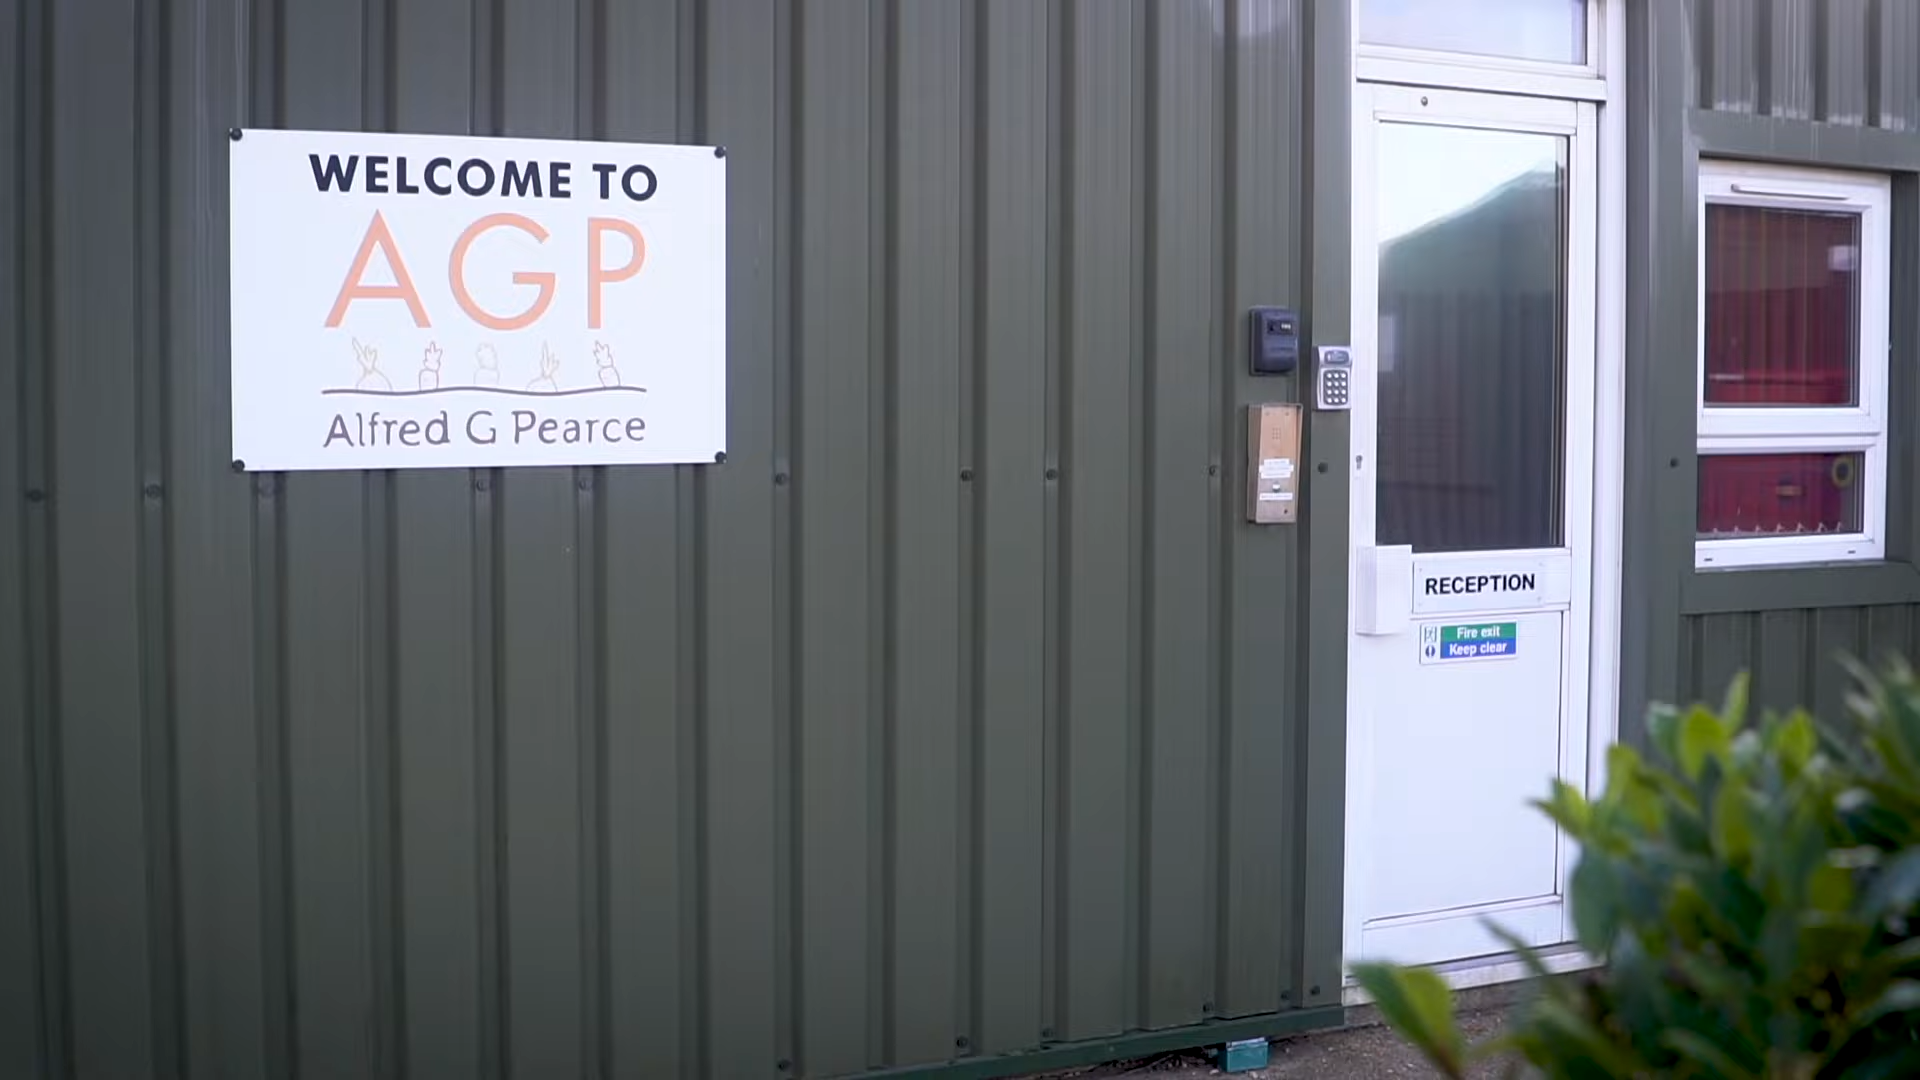 WELCOME TO
AGP
Alfred G Pearce
RECEPTION
Fire exit
Keep clear